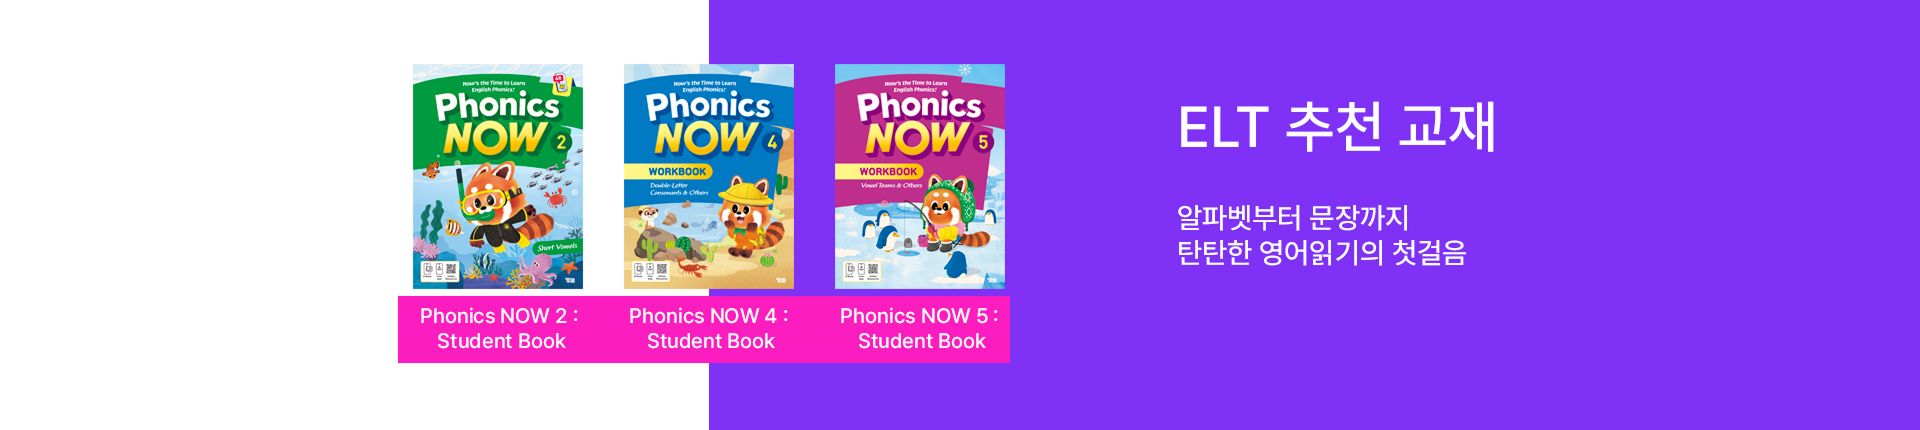 Now's the Time to Learn
English Phonics!
Phonics
NOW 2
Short Vowels
Now's the Time to Learn
English Phonics!
Phonics
NOW 4
WORKBOOK
Double-Letter
Consonants & Others
Now's the Time to Learn
English Phonics!
Phonics
NOW 5
WORKBOOK
Vowel Teams & Others
Phonics NOW 2 :
Student Book
Phonics NOW 4 :
Student Book
Phonics NOW 5 :
Student Book
ELT 추천 교재
알파벳부터 문장까지
탄탄한 영어읽기의 첫걸음